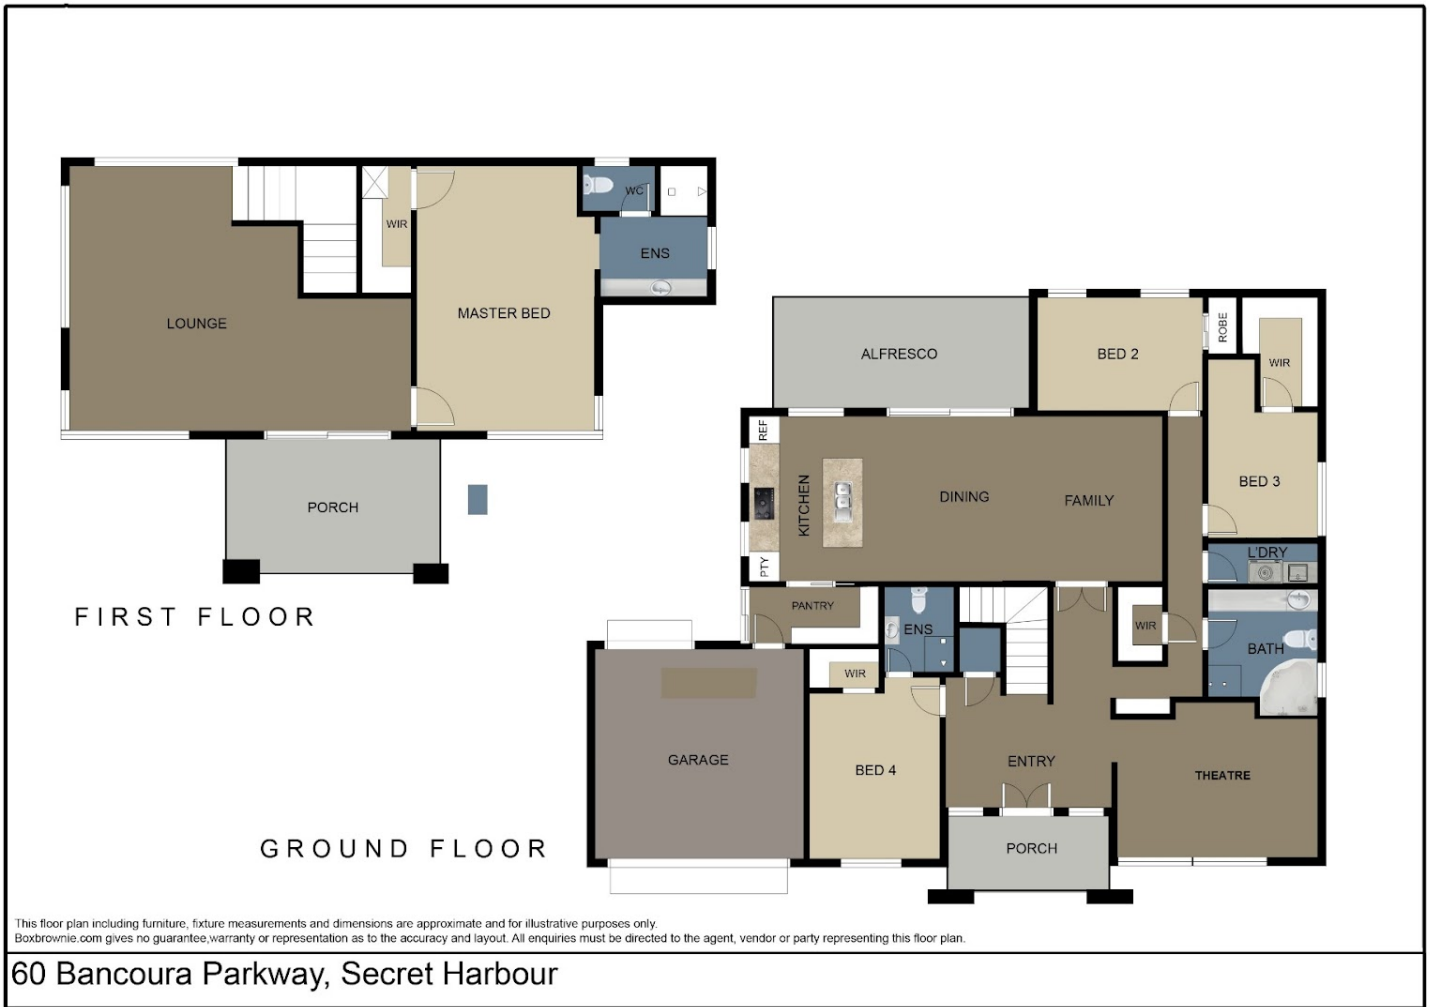 WC
WIR
ENS
MASTER BED
LOUNGE
PORCH
FIRST FLOOR
ALFRESCO
BED 2
ROBE
WIR
REF
KITCHEN
DINING
FAMILY
BED 3
PTY
L'DRY
PANTRY
ENS
WIR
BATH
WIR
GARAGE
BED 4
ENTRY
THEATRE
PORCH
GROUND FLOOR
This floor plan including furniture, fixture measurements and dimensions are approximate and for illustrative purposes only.
Boxbrownie.com gives no guarantee,warranty or representation as to the accuracy and layout. All enquiries must be directed to the agent, vendor or party representing this floor plan.
60 Bancoura Parkway, Secret Harbour